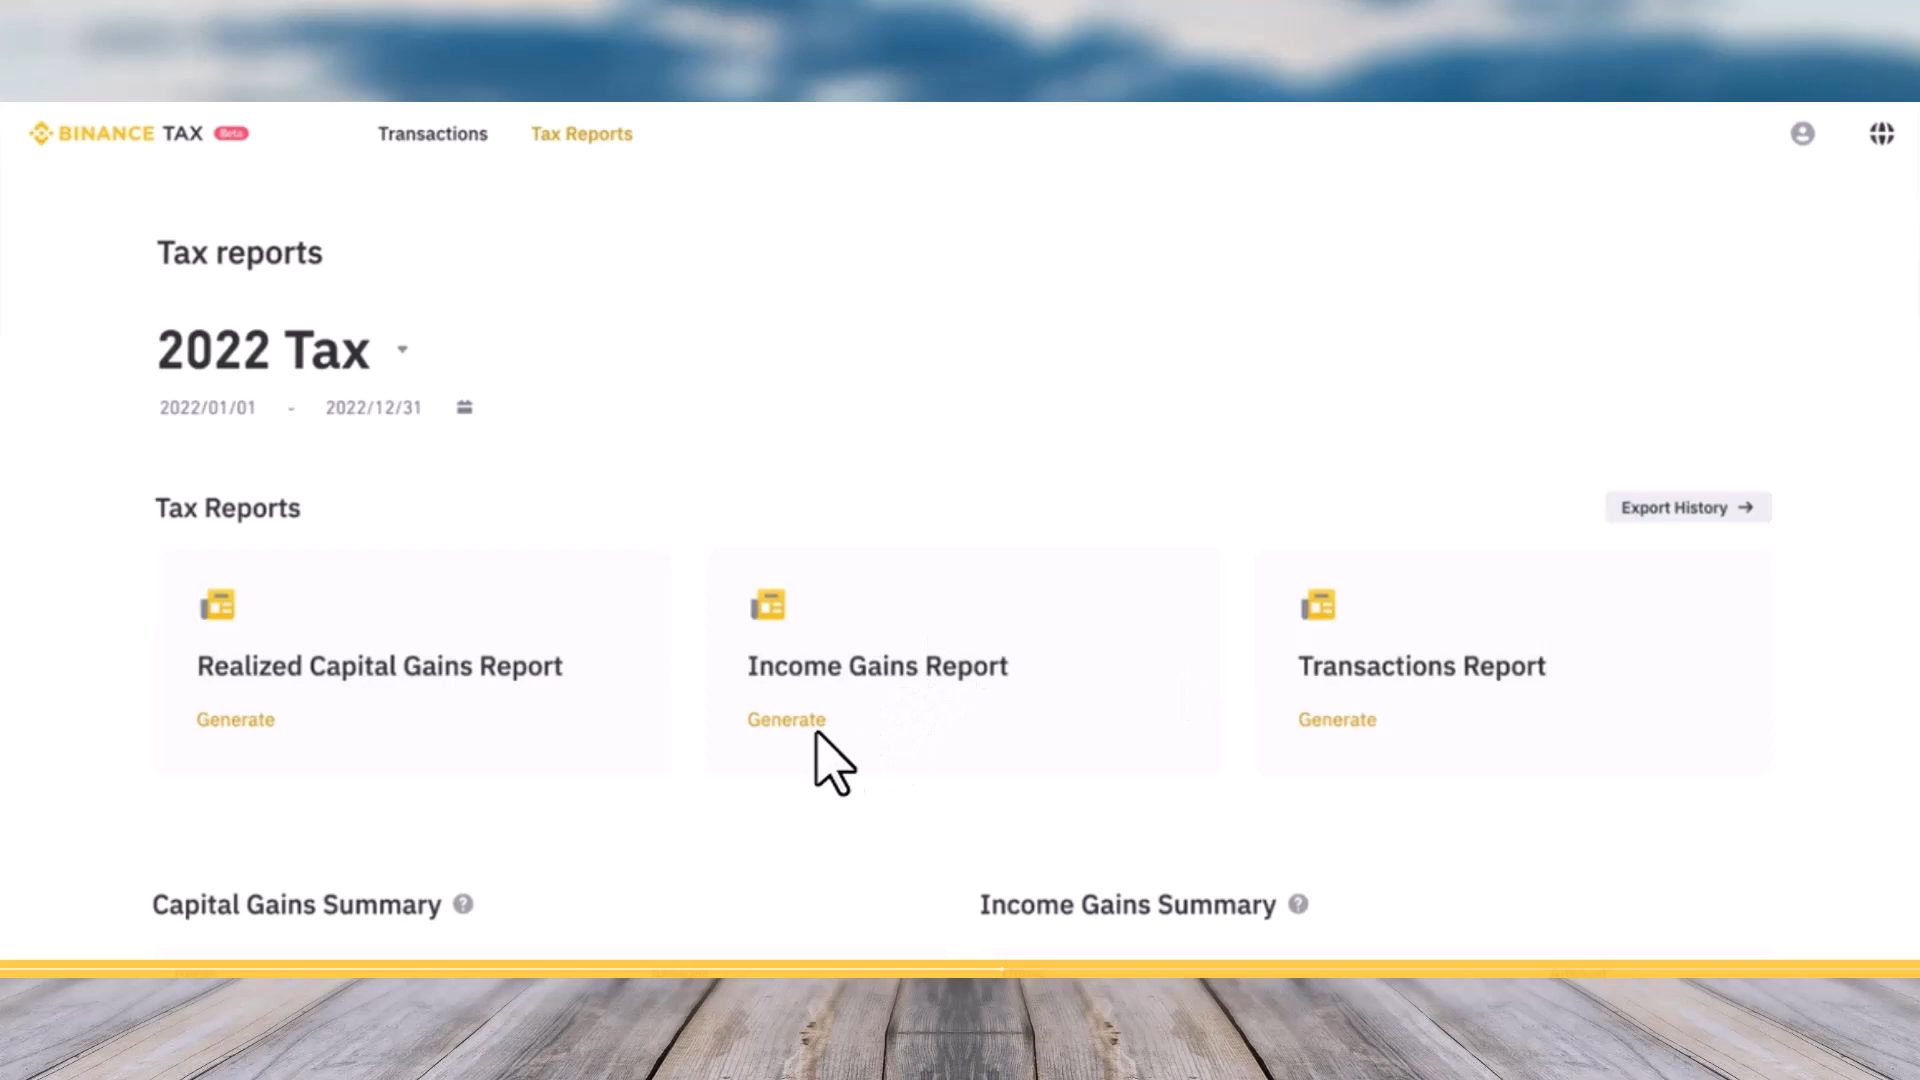 BINANCE TAX Beta
Transactions
Tax Reports
Tax reports
2022 Tax
2022/01/01 - 2022/12/31
Tax Reports
Export History →
Realized Capital Gains Report
Generate
Income Gains Report
Generate
Transactions Report
Generate
Capital Gains Summary ?
Income Gains Summary ?